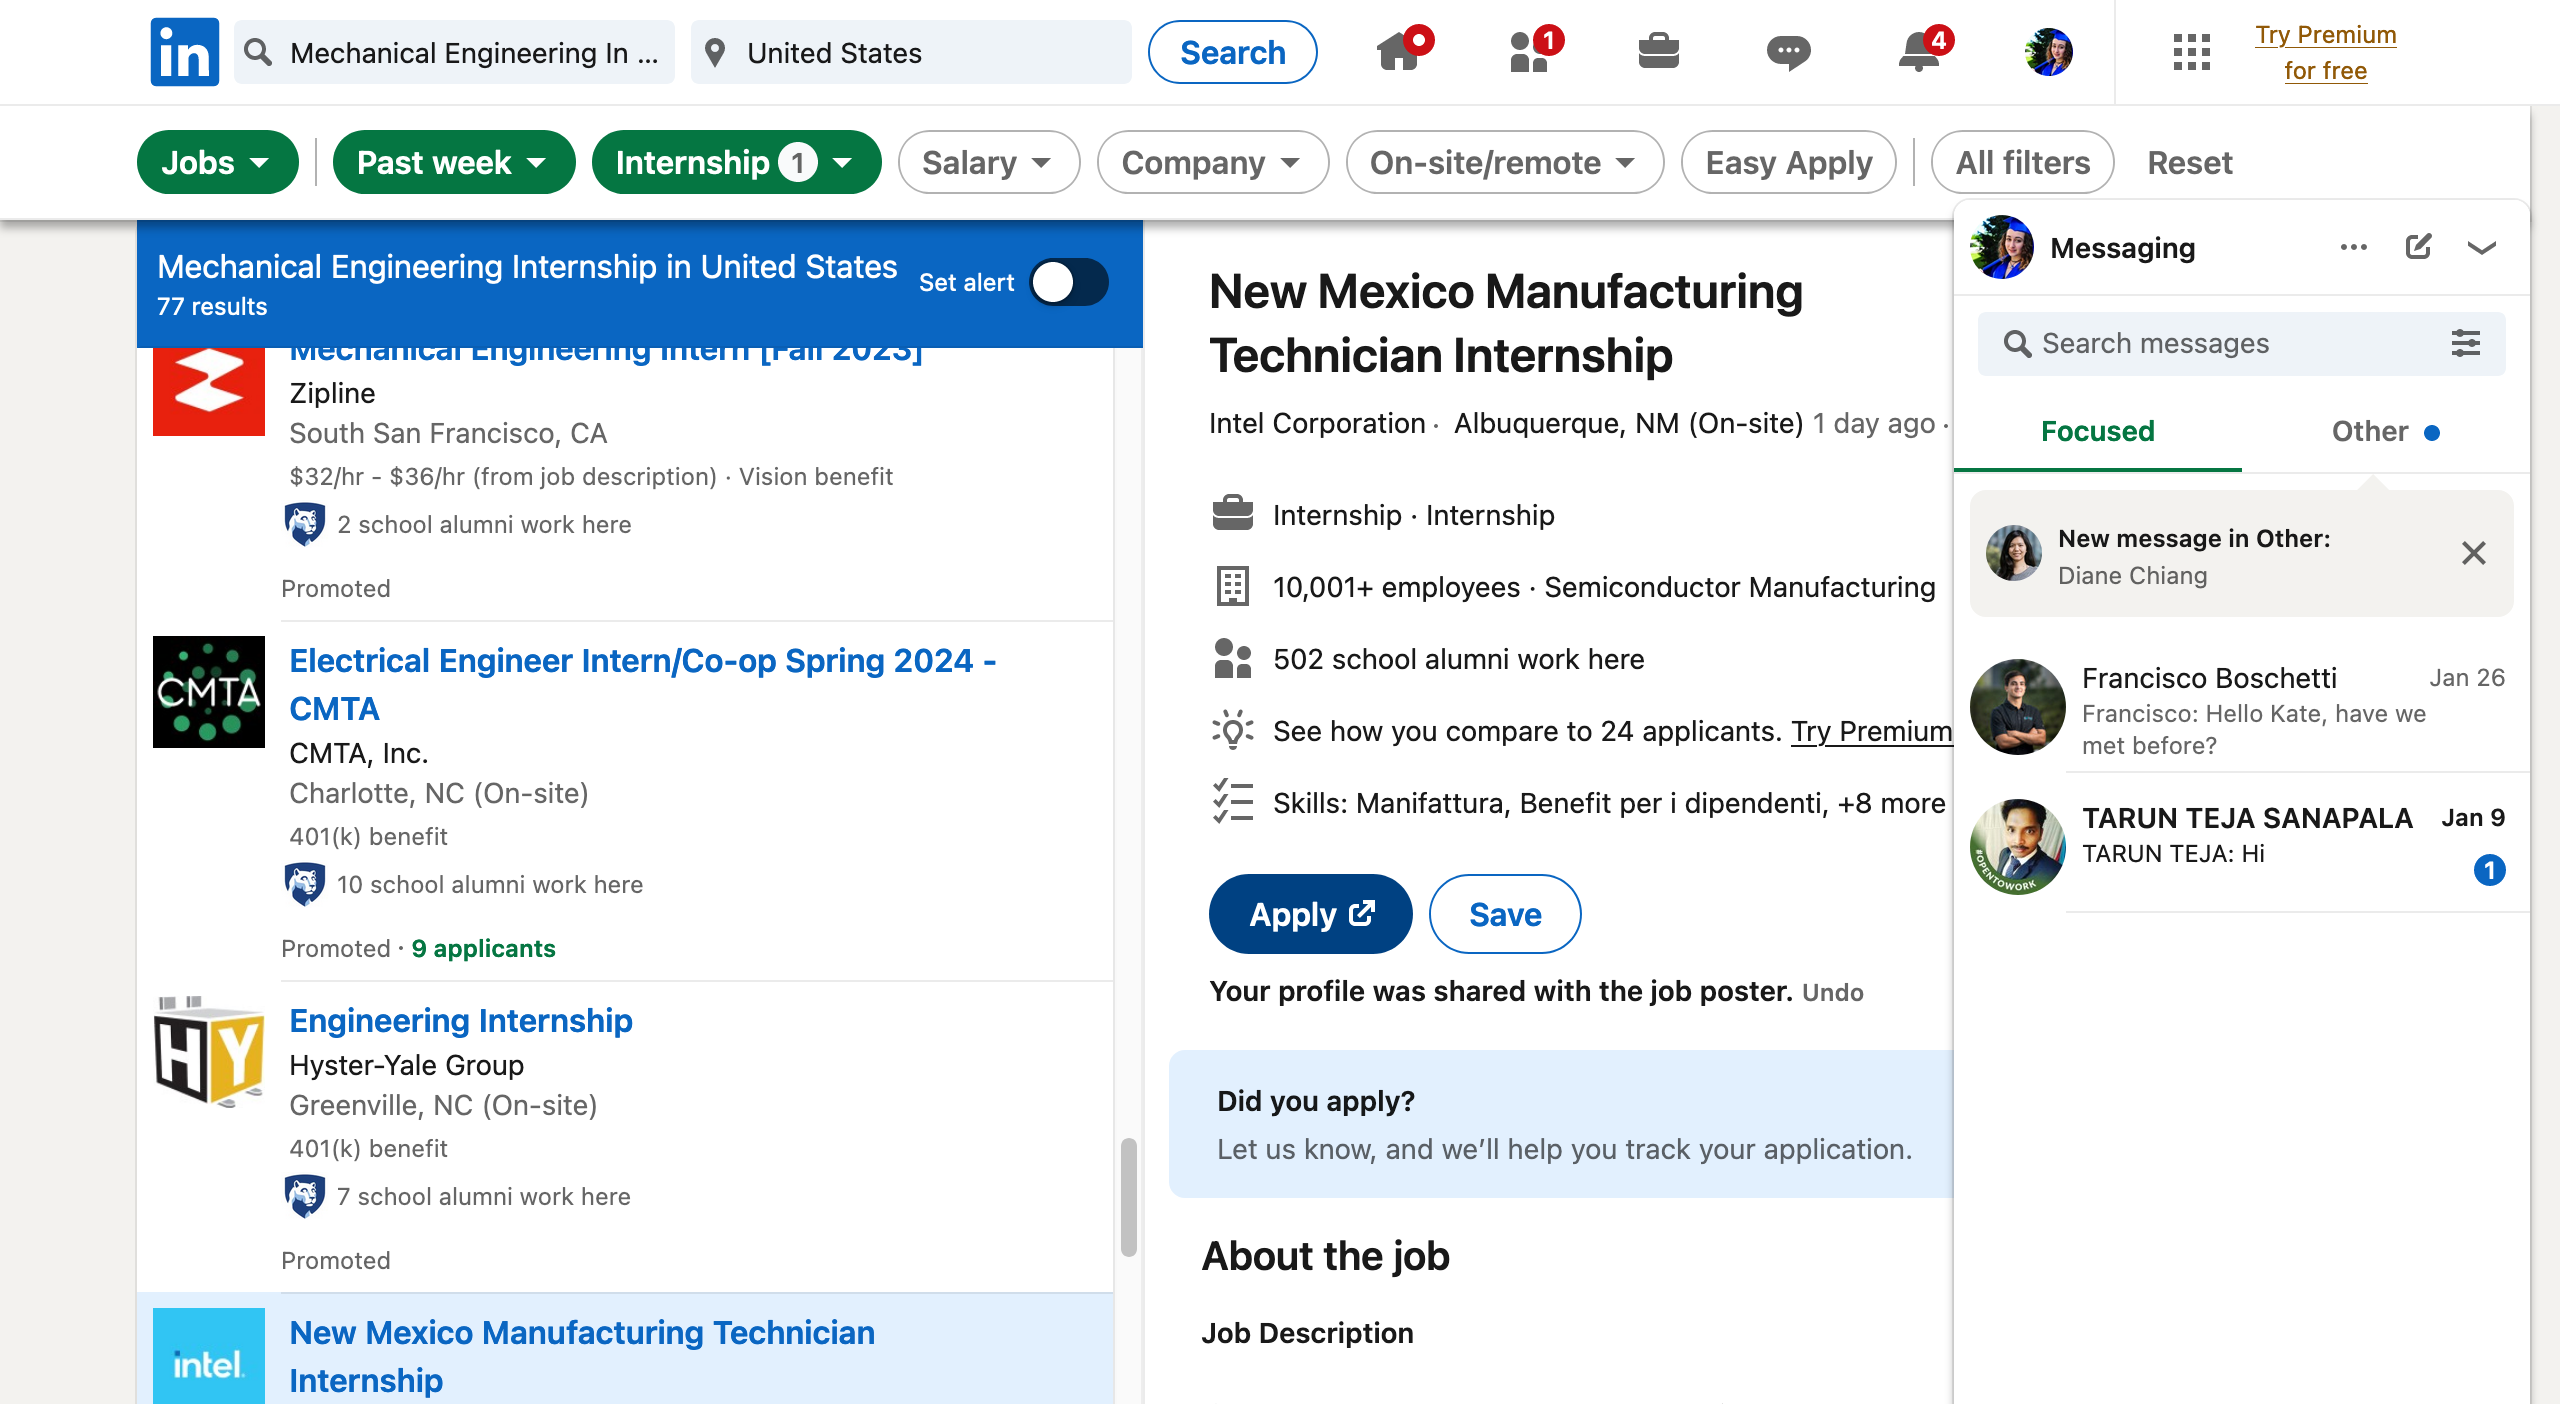 in
Mechanical Engineering In ...
United States
Search
1
4
Try Premium
for free
Jobs
Past week
Internship 1
Salary
Company
On-site/remote
Easy Apply
All filters
Reset
Mechanical Engineering Internship in United States
77 results
Set alert
Mechanical Engineering Intern [Fall 2023]
Zipline
South San Francisco, CA
$32/hr - $36/hr (from job description) · Vision benefit
2 school alumni work here
Promoted
CMTA
Electrical Engineer Intern/Co-op Spring 2024 -
CMTA
CMTA, Inc.
Charlotte, NC (On-site)
401(k) benefit
10 school alumni work here
Promoted · 9 applicants
HY
Engineering Internship
Hyster-Yale Group
Greenville, NC (On-site)
401(k) benefit
7 school alumni work here
Promoted
intel.
New Mexico Manufacturing Technician
Internship
New Mexico Manufacturing
Technician Internship
Intel Corporation · Albuquerque, NM (On-site) 1 day ago ·
Internship · Internship
10,001+ employees · Semiconductor Manufacturing
502 school alumni work here
See how you compare to 24 applicants. Try Premium
Skills: Manifattura, Benefit per i dipendenti, +8 more
Apply
Save
Your profile was shared with the job poster. Undo
Did you apply?
Let us know, and we’ll help you track your application.
About the job
Job Description
Messaging
Search messages
Focused
Other
New message in Other:
Diane Chiang
Francisco Boschetti
Jan 26
Francisco: Hello Kate, have we
met before?
#OPENTOWORK
TARUN TEJA SANAPALA
Jan 9
TARUN TEJA: Hi
1